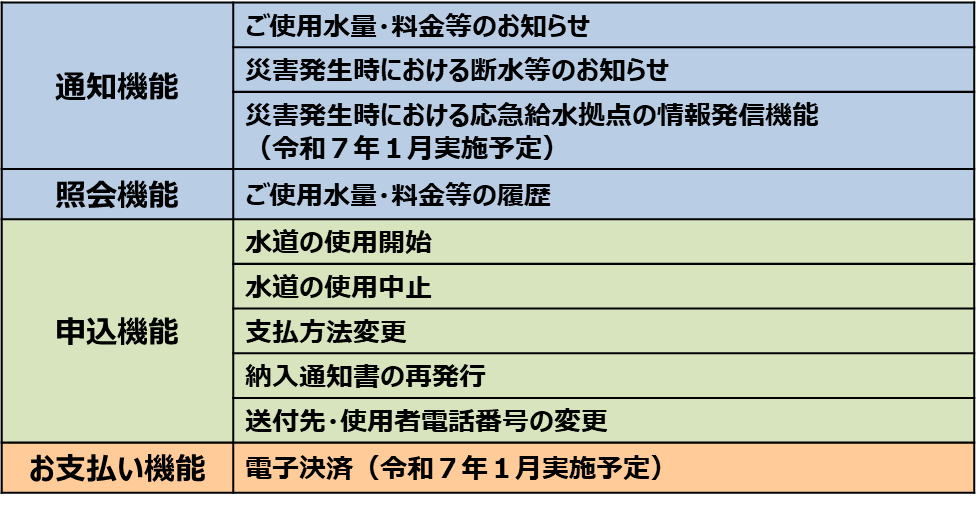 通知機能
ご使用水量・料金等のお知らせ
災害発生時における断水等のお知らせ
災害発生時における応急給水拠点の情報発信機能
（令和７年１月実施予定）
照会機能
ご使用水量・料金等の履歴
申込機能
水道の使用開始
水道の使用中止
支払方法変更
納入通知書の再発行
送付先・使用者電話番号の変更
お支払い機能
電子決済（令和７年１月実施予定）